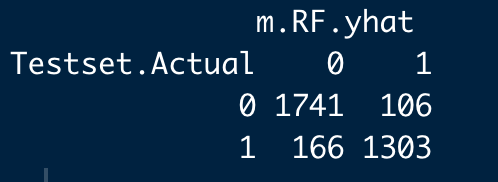 m.RF.yhat
Testset.Actual 0 1
0 1741 106
1 166 1303